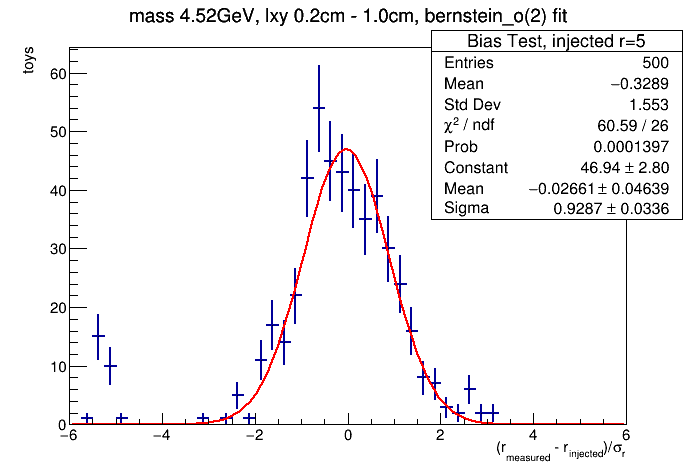 mass 4.52GeV, lxy 0.2cm - 1.0cm, bernstein_o(2) fit
Bias Test, injected r=5
Entries 500
Mean −0.3289
Std Dev 1.553
χ² / ndf 60.59 / 26
Prob 0.0001397
Constant 46.94 ± 2.80
Mean −0.02661 ± 0.04639
Sigma 0.9287 ± 0.0336
toys
60
50
40
30
20
10
0
−6 −4 −2 0 2 4 6
(r_measured - r_injected)/σ_r